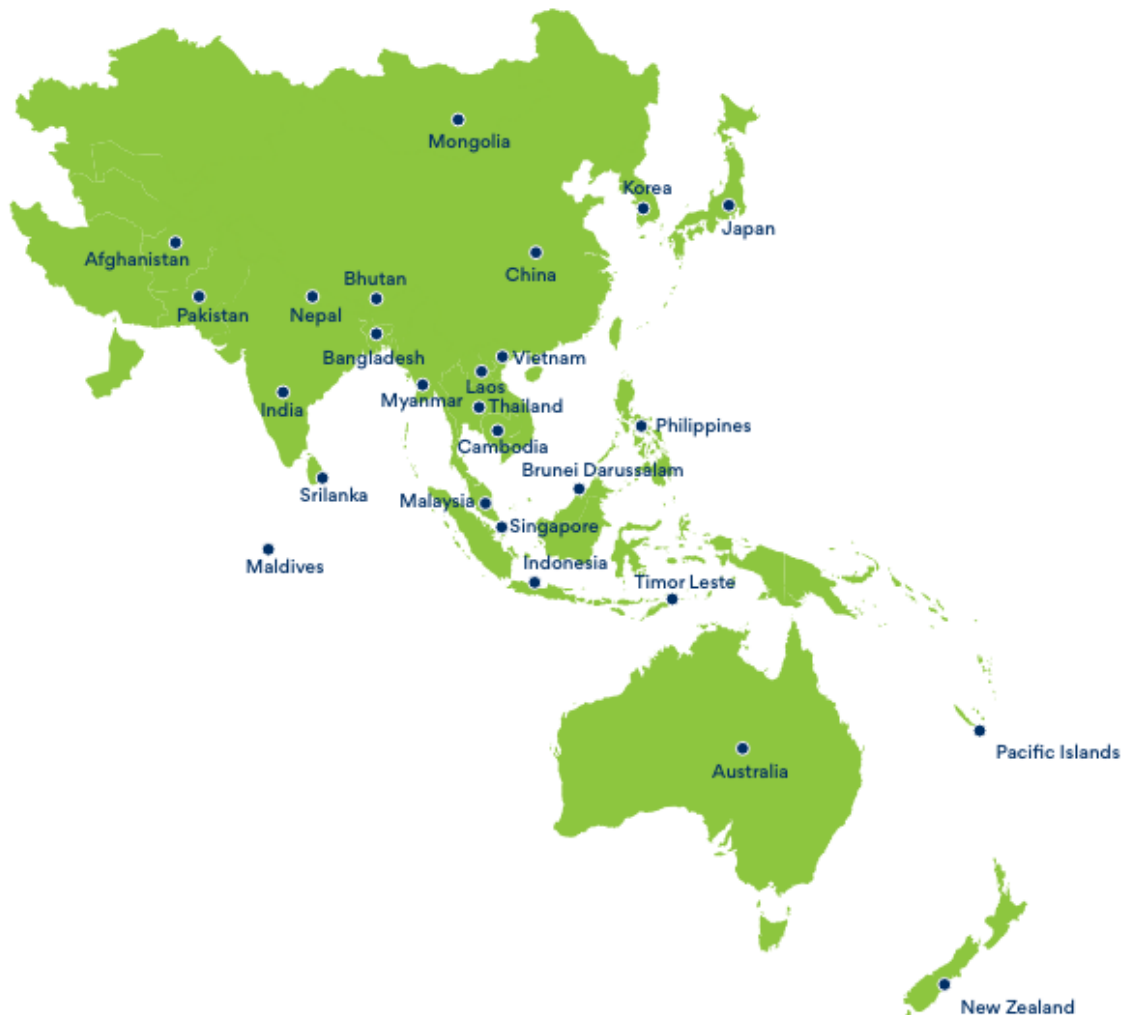 Mongolia
Korea
Japan
Afghanistan
China
Bhutan
Pakistan
Nepal
Bangladesh
Vietnam
Laos
Myanmar
Thailand
India
Philippines
Cambodia
Brunei Darussalam
Srilanka
Malaysia
Singapore
Indonesia
Maldives
Timor Leste
Pacific Islands
Australia
New Zealand